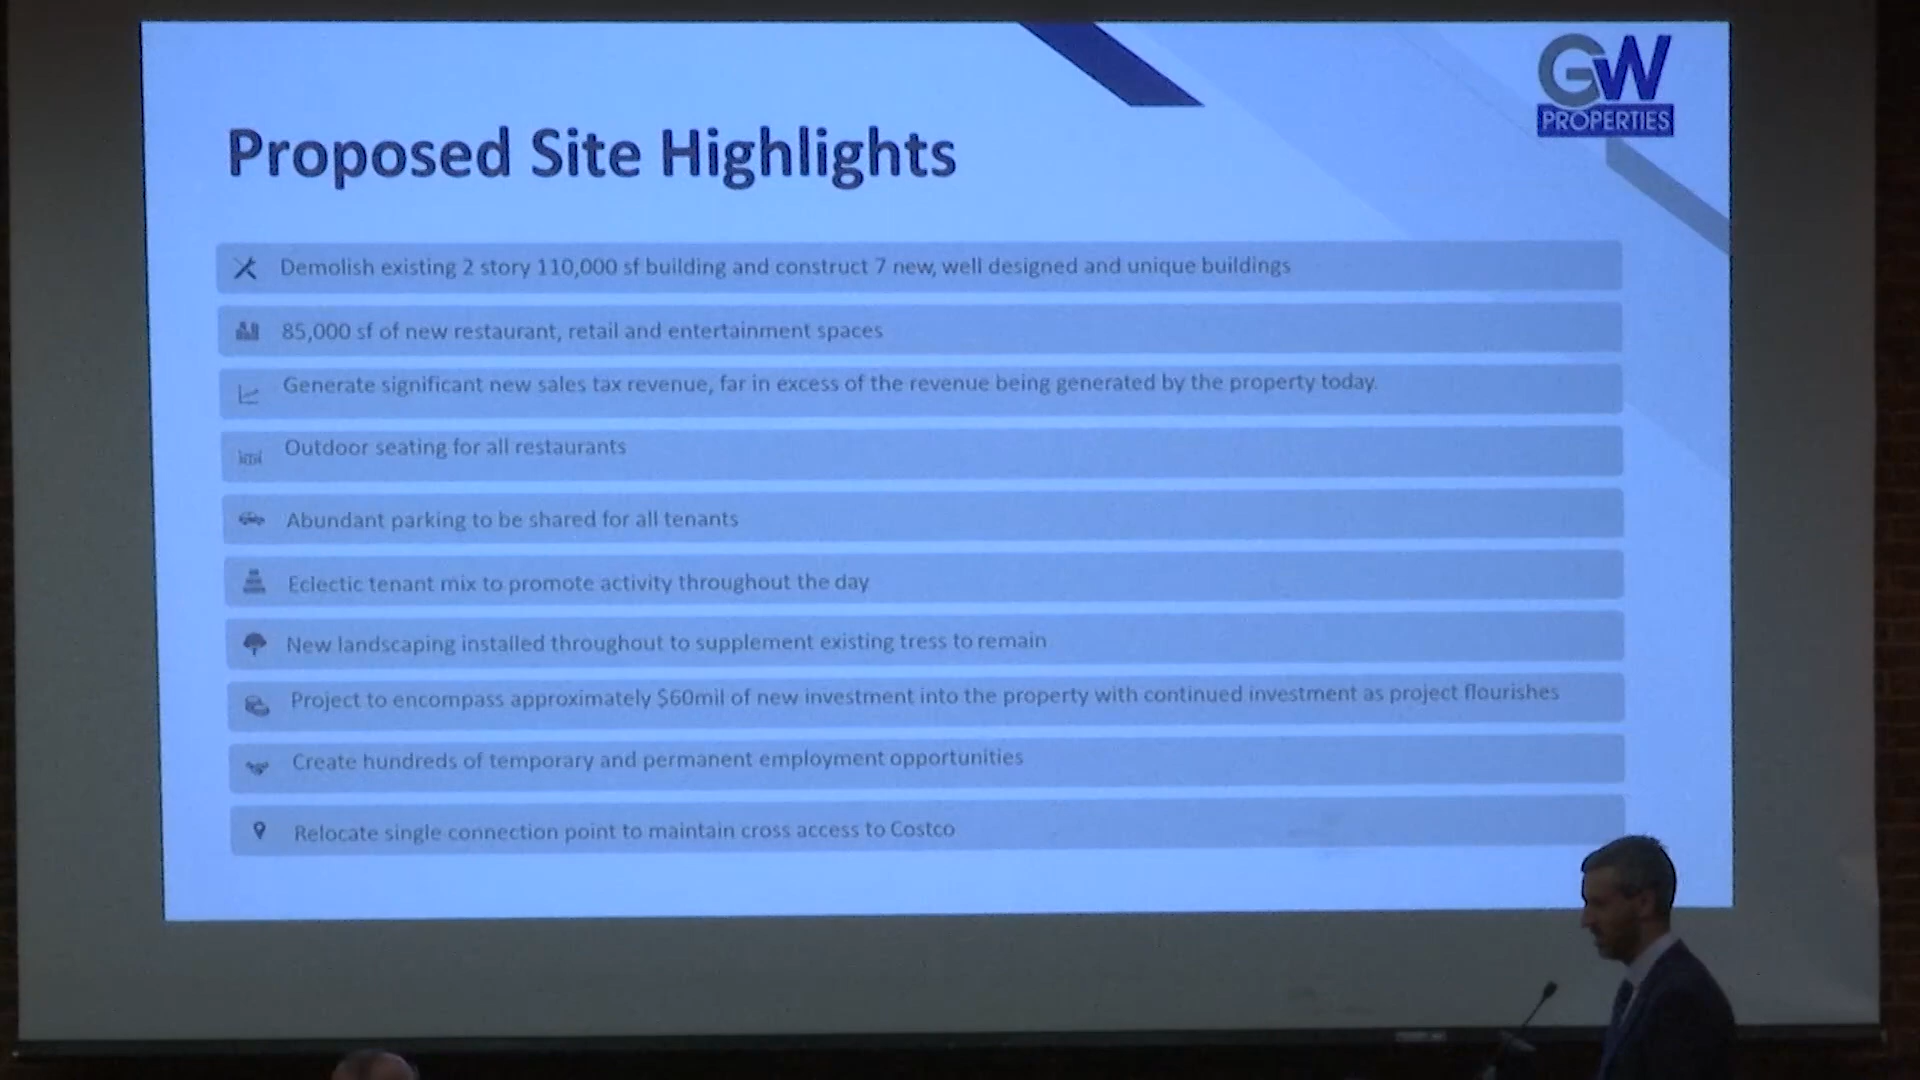 GW
PROPERTIES
Proposed Site Highlights
Demolish existing 2 story 110,000 sf building and construct 7 new, well designed and unique buildings
85,000 sf of new restaurant, retail and entertainment spaces
Generate significant new sales tax revenue, far in excess of the revenue being generated by the property today.
Outdoor seating for all restaurants
Abundant parking to be shared for all tenants
Eclectic tenant mix to promote activity throughout the day
New landscaping installed throughout to supplement existing tress to remain
Project to encompass approximately $60mil of new investment into the property with continued investment as project flourishes
Create hundreds of temporary and permanent employment opportunities
Relocate single connection point to maintain cross access to Costco